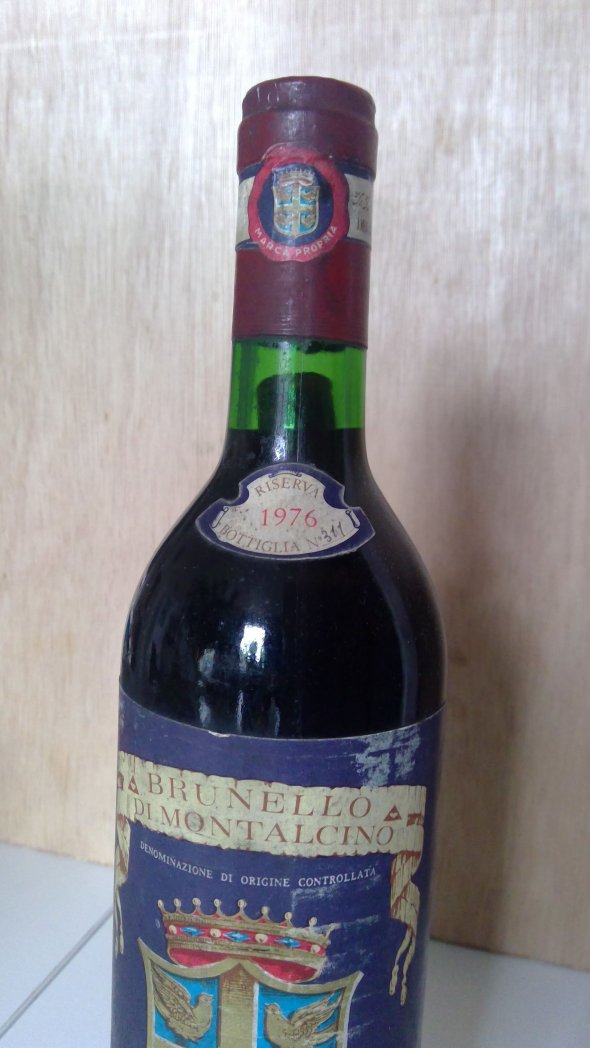 MARCA PROPRIA
RISERVA
1976
BOTTIGLIA N° 311
BRUNELLO
DI MONTALCINO
DENOMINAZIONE DI ORIGINE CONTROLLATA